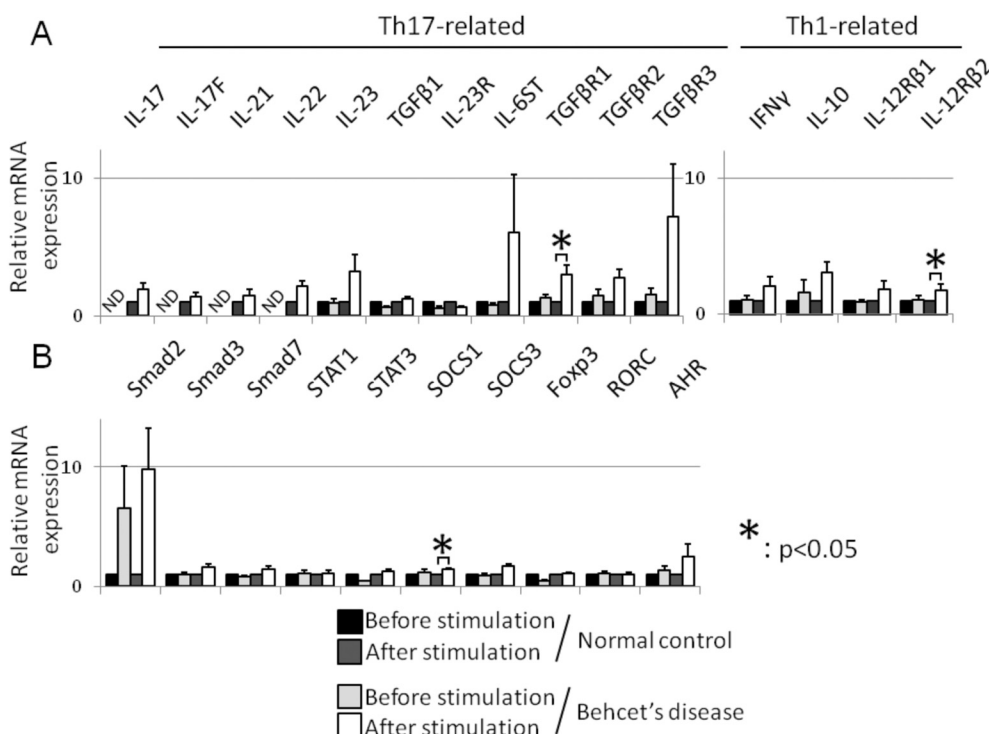 A
Th17-related
Th1-related
IL-17
IL-17F
IL-21
IL-22
IL-23
TGFβ1
IL-23R
IL-6ST
TGFβR1
TGFβR2
TGFβR3
IFNγ
IL-10
IL-12Rβ1
IL-12Rβ2
Relative mRNA
expression
10
0
ND
ND
ND
ND
*
10
0
*
B
Smad2
Smad3
Smad7
STAT1
STAT3
SOCS1
SOCS3
Foxp3
RORC
AHR
Relative mRNA
expression
10
0
*
* : p<0.05
Before stimulation
After stimulation
/ Normal control
Before stimulation
After stimulation
/ Behcet's disease